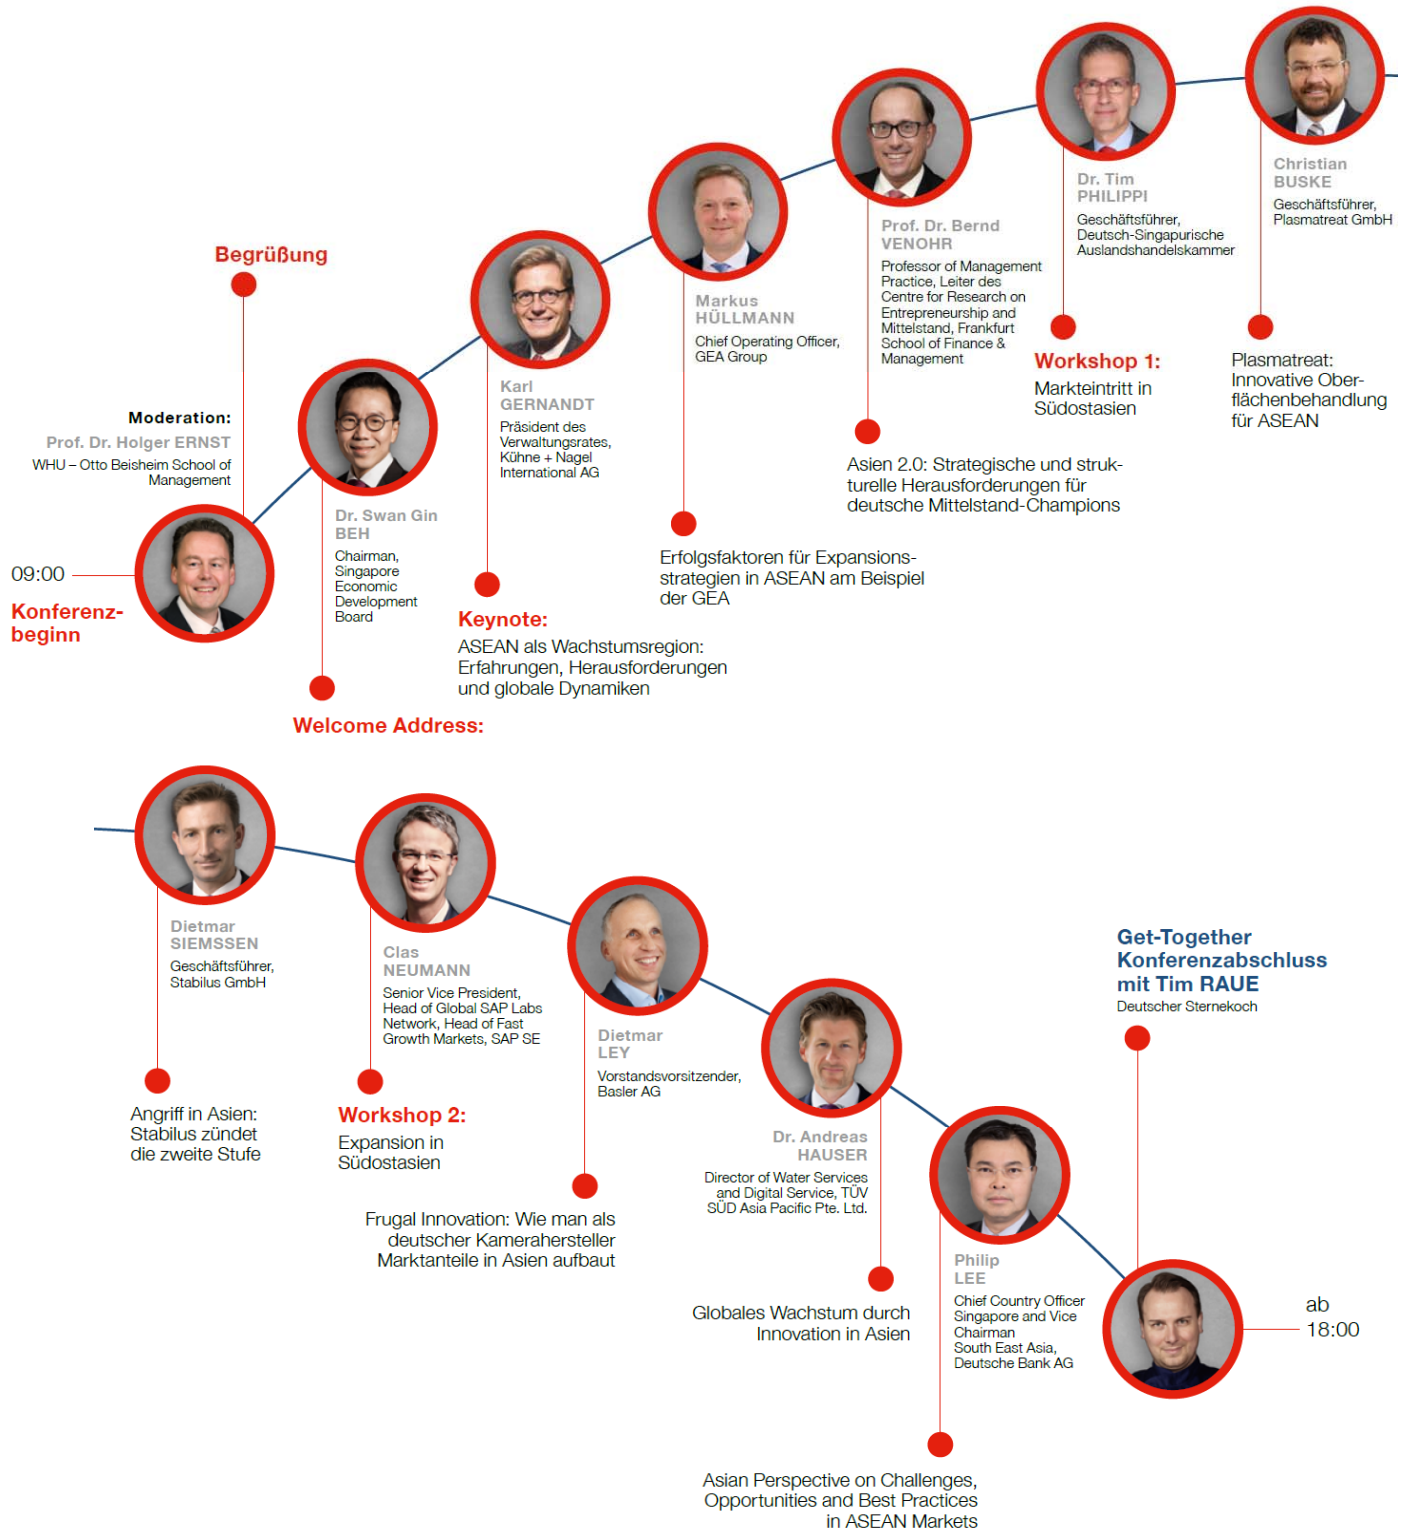 Begrüßung
Moderation:
Prof. Dr. Holger ERNST
WHU – Otto Beisheim School of
Management
09:00
Konferenz-
beginn
Dr. Swan Gin
BEH
Chairman,
Singapore
Economic
Development
Board
Welcome Address:
Karl
GERNANDT
Präsident des
Verwaltungsrates,
Kühne + Nagel
International AG
Keynote:
ASEAN als Wachstumsregion:
Erfahrungen, Herausforderungen
und globale Dynamiken
Markus
HÜLLMANN
Chief Operating Officer,
GEA Group
Erfolgsfaktoren für Expansions-
strategien in ASEAN am Beispiel
der GEA
Prof. Dr. Bernd
VENOHR
Professor of Management
Practice, Leiter des
Centre for Research on
Entrepreneurship and
Mittelstand, Frankfurt
School of Finance &
Management
Asien 2.0: Strategische und struk-
turelle Herausforderungen für
deutsche Mittelstand-Champions
Dr. Tim
PHILIPPI
Geschäftsführer,
Deutsch-Singapurische
Auslandshandelskammer
Workshop 1:
Markteintritt in
Südostasien
Christian
BUSKE
Geschäftsführer,
Plasmatreat GmbH
Plasmatreat:
Innovative Ober-
flächenbehandlung
für ASEAN
Dietmar
SIEMSSEN
Geschäftsführer,
Stabilus GmbH
Angriff in Asien:
Stabilus zündet
die zweite Stufe
Clas
NEUMANN
Senior Vice President,
Head of Global SAP Labs
Network, Head of Fast
Growth Markets, SAP SE
Workshop 2:
Expansion in
Südostasien
Dietmar
LEY
Vorstandsvorsitzender,
Basler AG
Frugal Innovation: Wie man als
deutscher Kamerahersteller
Marktanteile in Asien aufbaut
Dr. Andreas
HAUSER
Director of Water Services
and Digital Service, TÜV
SÜD Asia Pacific Pte. Ltd.
Globales Wachstum durch
Innovation in Asien
Philip
LEE
Chief Country Officer
Singapore and Vice
Chairman
South East Asia,
Deutsche Bank AG
Asian Perspective on Challenges,
Opportunities and Best Practices
in ASEAN Markets
Get-Together
Konferenzabschluss
mit Tim RAUE
Deutscher Sternekoch
ab
18:00